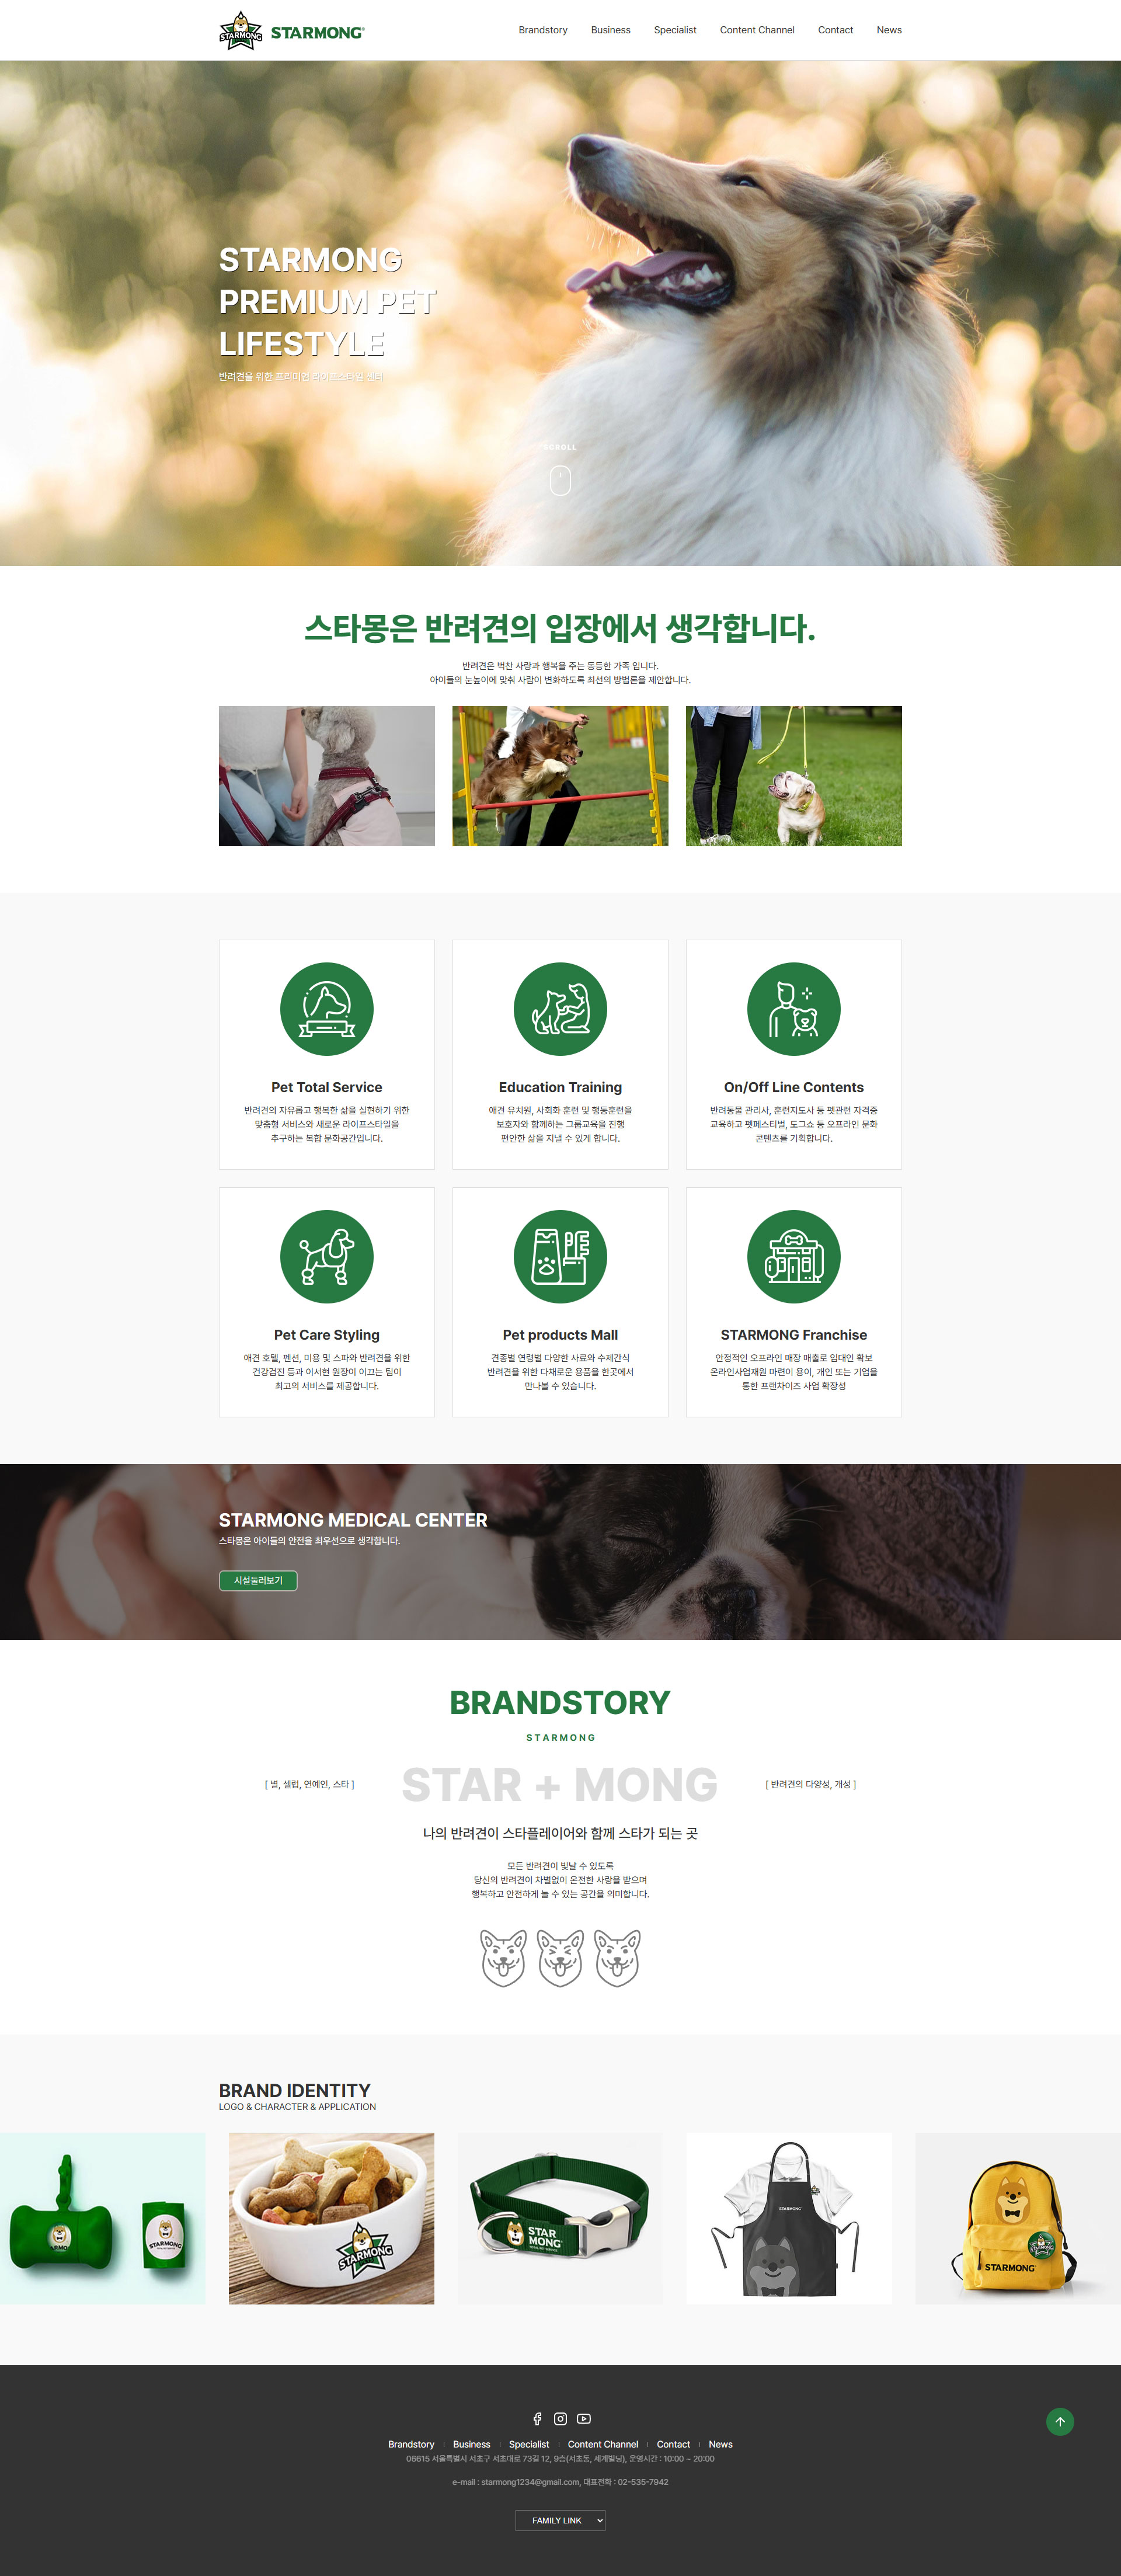 STARMONG
STARMONG
Brandstory Business Specialist Content Channel Contact News
STARMONG
PREMIUM PET
LIFESTYLE
반려견을 위한 프리미엄 라이프스타일 센터
SCROLL
스타몽은 반려견의 입장에서 생각합니다.
반려견은 벅찬 사랑과 행복을 주는 동등한 가족 입니다.
아이들의 눈높이에 맞춰 사람이 변화하도록 최선의 방법론을 제안합니다.
Pet Total Service
반려견의 자유롭고 행복한 삶을 실현하기 위한
맞춤형 서비스와 새로운 라이프스타일을
추구하는 복합 문화공간입니다.
Education Training
애견 유치원, 사회화 훈련 및 행동훈련을
보호자와 함께하는 그룹교육을 진행
편안한 삶을 지낼 수 있게 합니다.
On/Off Line Contents
반려동물 관리사, 훈련지도사 등 펫관련 자격증
교육하고 펫페스티벌, 도그쇼 등 오프라인 문화
콘텐츠를 기획합니다.
Pet Care Styling
애견 호텔, 펜션, 미용 및 스파와 반려견을 위한
건강검진 등과 이서현 원장이 이끄는 팀이
최고의 서비스를 제공합니다.
Pet products Mall
견종별 연령별 다양한 사료와 수제간식
반려견을 위한 다채로운 용품을 한곳에서
만나볼 수 있습니다.
STARMONG Franchise
안정적인 오프라인 매장 매출로 임대인 확보
온라인사업재원 마련이 용이, 개인 또는 기업을
통한 프랜차이즈 사업 확장성
STARMONG MEDICAL CENTER
스타몽은 아이들의 안전을 최우선으로 생각합니다.
시설둘러보기
BRANDSTORY
STARMONG
[ 별, 셀럽, 연예인, 스타 ]
STAR + MONG
[ 반려견의 다양성, 개성 ]
나의 반려견이 스타플레이어와 함께 스타가 되는 곳
모든 반려견이 빛날 수 있도록
당신의 반려견이 차별없이 온전한 사랑을 받으며
행복하고 안전하게 놀 수 있는 공간을 의미합니다.
BRAND IDENTITY
LOGO & CHARACTER & APPLICATION
STARMONG
STARMONG
STAR
MONG
STARMONG
STARMONG
Brandstory Business Specialist Content Channel Contact News
06615 서울특별시 서초구 서초대로 73길 12, 9층(서초동, 세계빌딩), 운영시간 : 10:00 ~ 20:00
e-mail : starmong1234@gmail.com, 대표전화 : 02-535-7942
FAMILY LINK